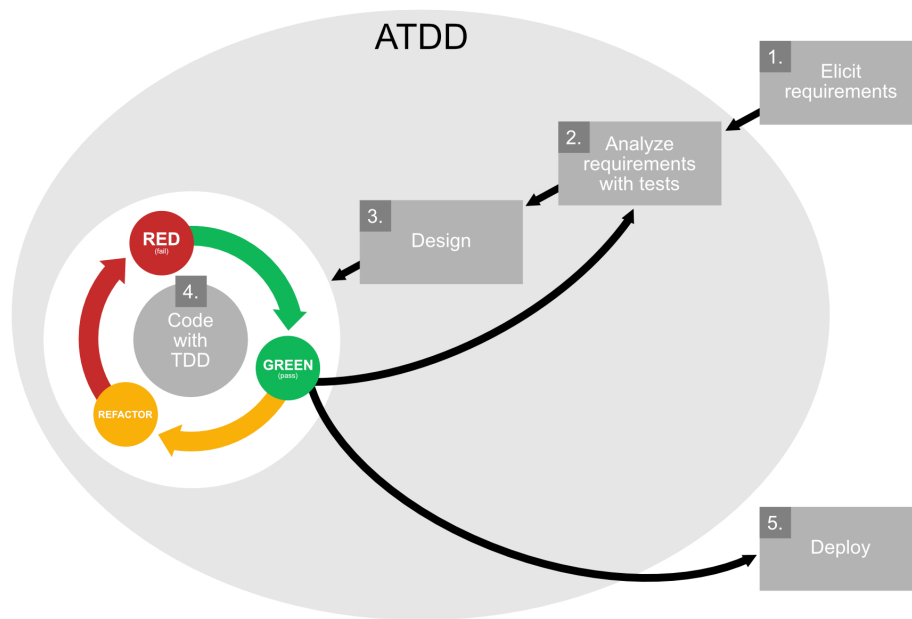 ATDD
1.
Elicit
requirements
2.
Analyze
requirements
with tests
3.
Design
RED
(fail)
4.
Code
with
TDD
GREEN
(pass)
REFACTOR
5.
Deploy